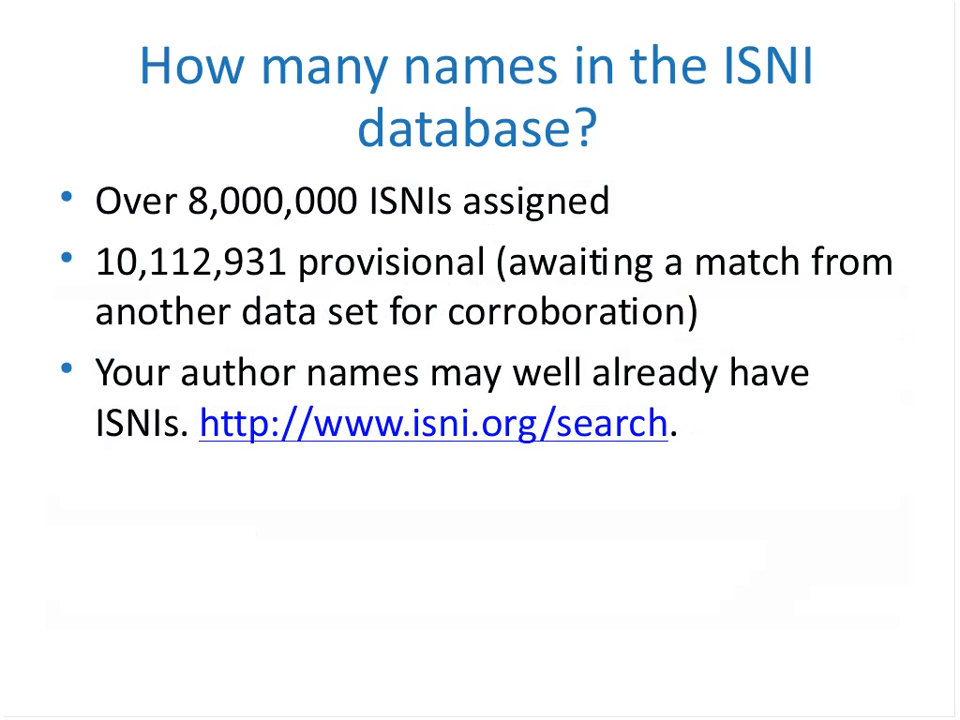 How many names in the ISNI
database?
• Over 8,000,000 ISNIs assigned
• 10,112,931 provisional (awaiting a match from
another data set for corroboration)
• Your author names may well already have
ISNIs. http://www.isni.org/search.